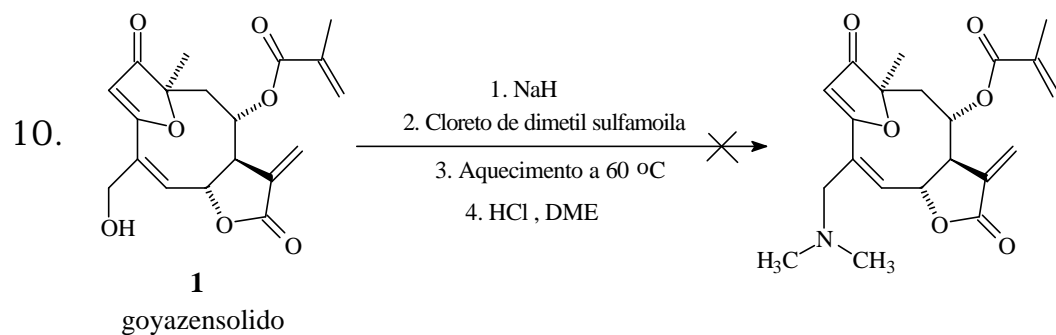 10.
O
O
O
O
O
OH
O
1
goyazensolido
1. NaH
2. Cloreto de dimetil sulfamoila
3. Aquecimento a 60 ºC
4. HCl , DME
O
O
O
O
O
O
N
H₃C CH₃